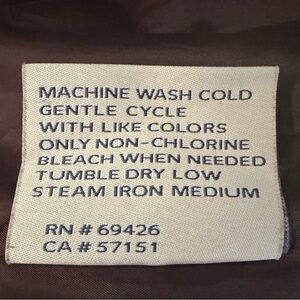 MACHINE WASH COLD
GENTLE CYCLE
WITH LIKE COLORS
ONLY NON-CHLORINE
BLEACH WHEN NEEDED
TUMBLE DRY LOW
STEAM IRON MEDIUM
RN # 69426
CA # 57151